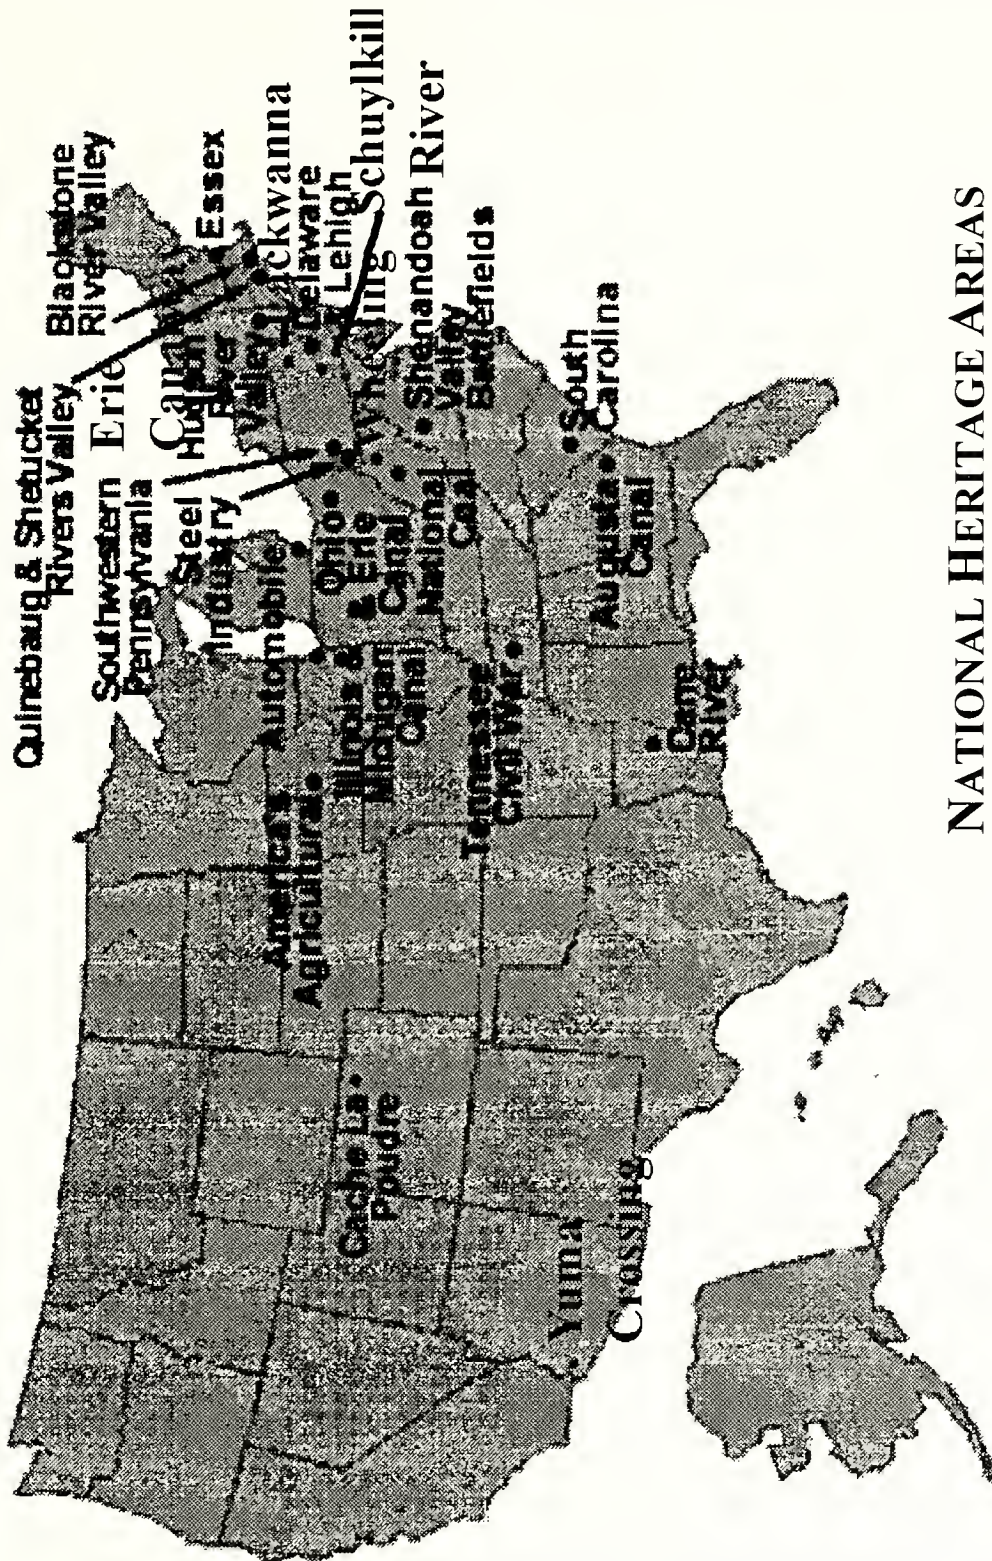 Quinebaug & Shetucket
Rivers Valley
Blackstone
River Valley
Southwestern
Pennsylvania
Erie
Canal
Essex
Steel
Industry
Hudson
River
Valley
Lackwanna
Automobile
Delaware
Lehigh
Schuylkill
River
America's
Agricultural
Ohio
& Erie
Canal
Wheeling
Shenandoah
Valley
Battlefields
Illinois &
Michigan
Canal
National
Coal
Cache La
Poudre
Tennessee
Civil War
South
Carolina
Augusta
Canal
Yuma
Crossing
Cane
River
NATIONAL HERITAGE AREAS